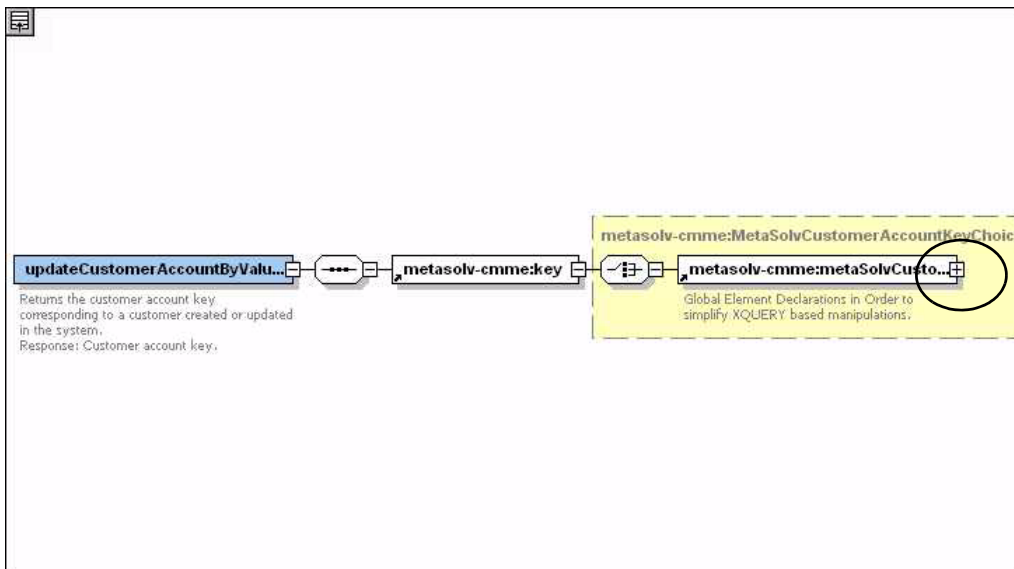 metasolv-cmme:MetaSolvCustomerAccountKeyChoic
updateCustomerAccountByValu...
metasolv-cmme:key
metasolv-cmme:metaSolvCusto...
Returns the customer account key
corresponding to a customer created or updated
in the system.
Response: Customer account key.
Global Element Declarations in Order to
simplify XQUERY based manipulations.